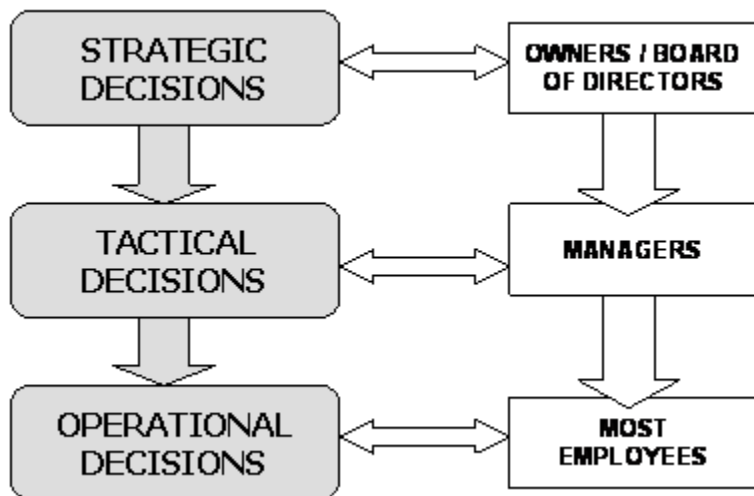 STRATEGIC
DECISIONS
OWNERS / BOARD
OF DIRECTORS
TACTICAL
DECISIONS
MANAGERS
OPERATIONAL
DECISIONS
MOST
EMPLOYEES